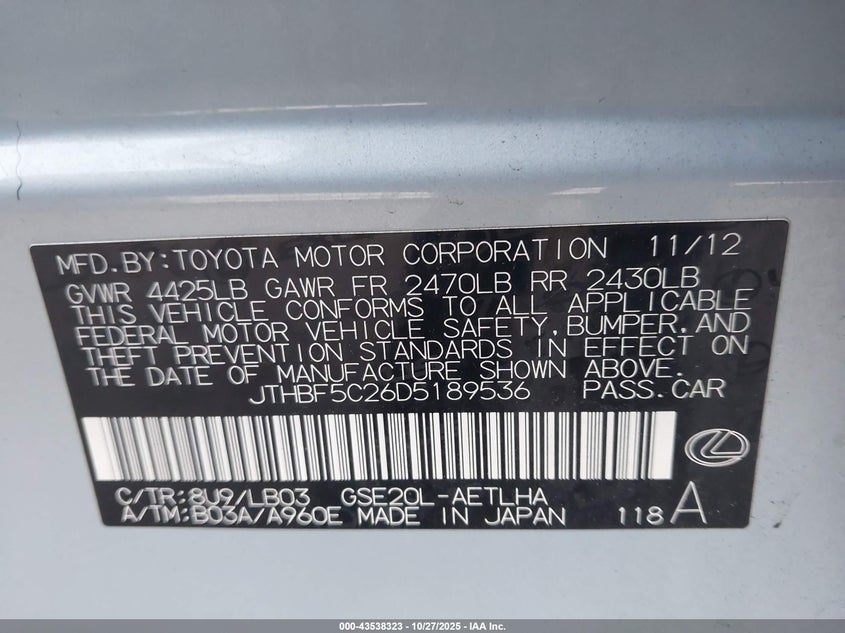 MFD.BY:TOYOTA MOTOR CORPORATION 11/12
GVWR 4425LB GAWR FR 2470LB RR 2430LB
THIS VEHICLE CONFORMS TO ALL APPLICABLE
FEDERAL MOTOR VEHICLE SAFETY,BUMPER,AND
THEFT PREVENTION STANDARDS IN EFFECT ON
THE DATE OF MANUFACTURE SHOWN ABOVE.
JTHBF5C26D5189536 PASS.CAR
C/TR:8U9/LB03 GSE20L-AETLHA
A/TM:B03A/A960E MADE IN JAPAN 118 A
000-43538323 | 10/27/2025 - IAA Inc.